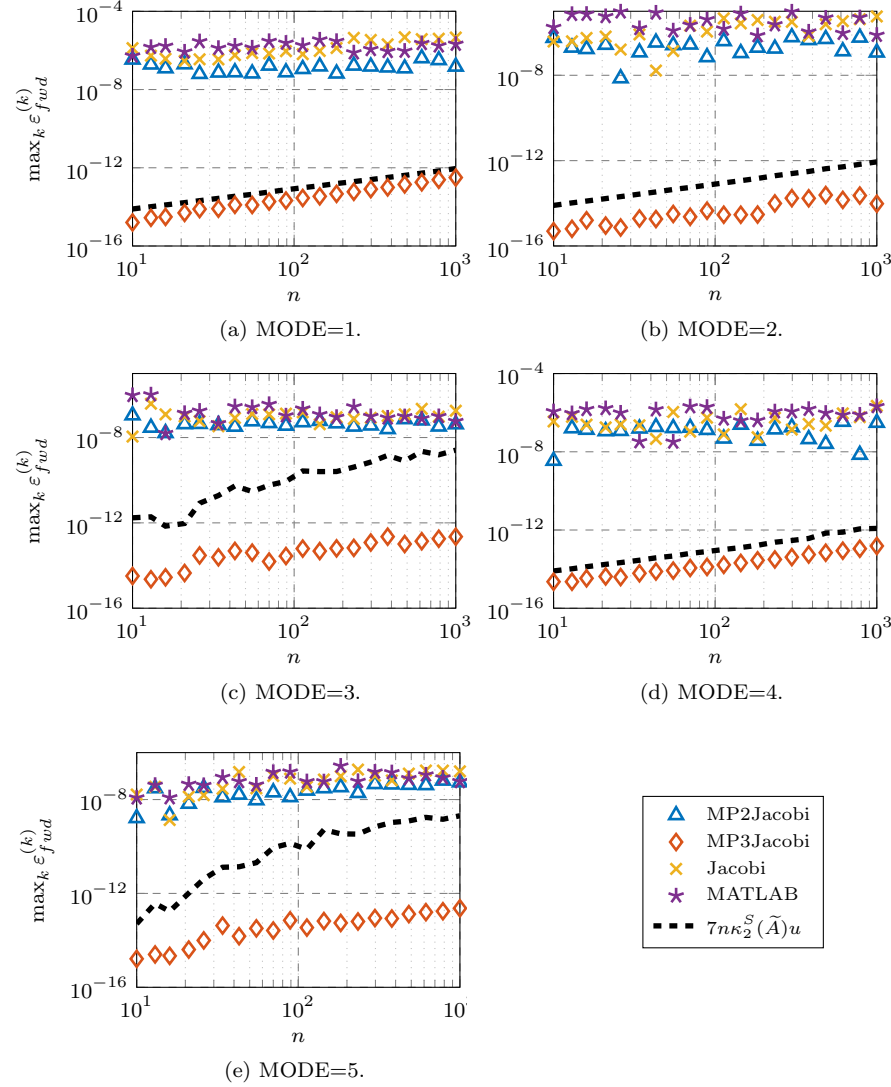 10^{-4}
10^{-8}
10^{-12}
10^{-16}
max_k ε_{fwd}^{(k)}
10^1
10^2
10^3
n
(a) MODE=1.
10^{-8}
10^{-12}
10^{-16}
10^1
10^2
10^3
n
(b) MODE=2.
10^{-8}
10^{-12}
10^{-16}
max_k ε_{fwd}^{(k)}
10^1
10^2
10^3
n
(c) MODE=3.
10^{-4}
10^{-8}
10^{-12}
10^{-16}
10^1
10^2
10^3
n
(d) MODE=4.
10^{-8}
10^{-12}
10^{-16}
max_k ε_{fwd}^{(k)}
10^1
10^2
n
(e) MODE=5.
MP2Jacobi
MP3Jacobi
Jacobi
MATLAB
7nκ_2^S(Ã)u